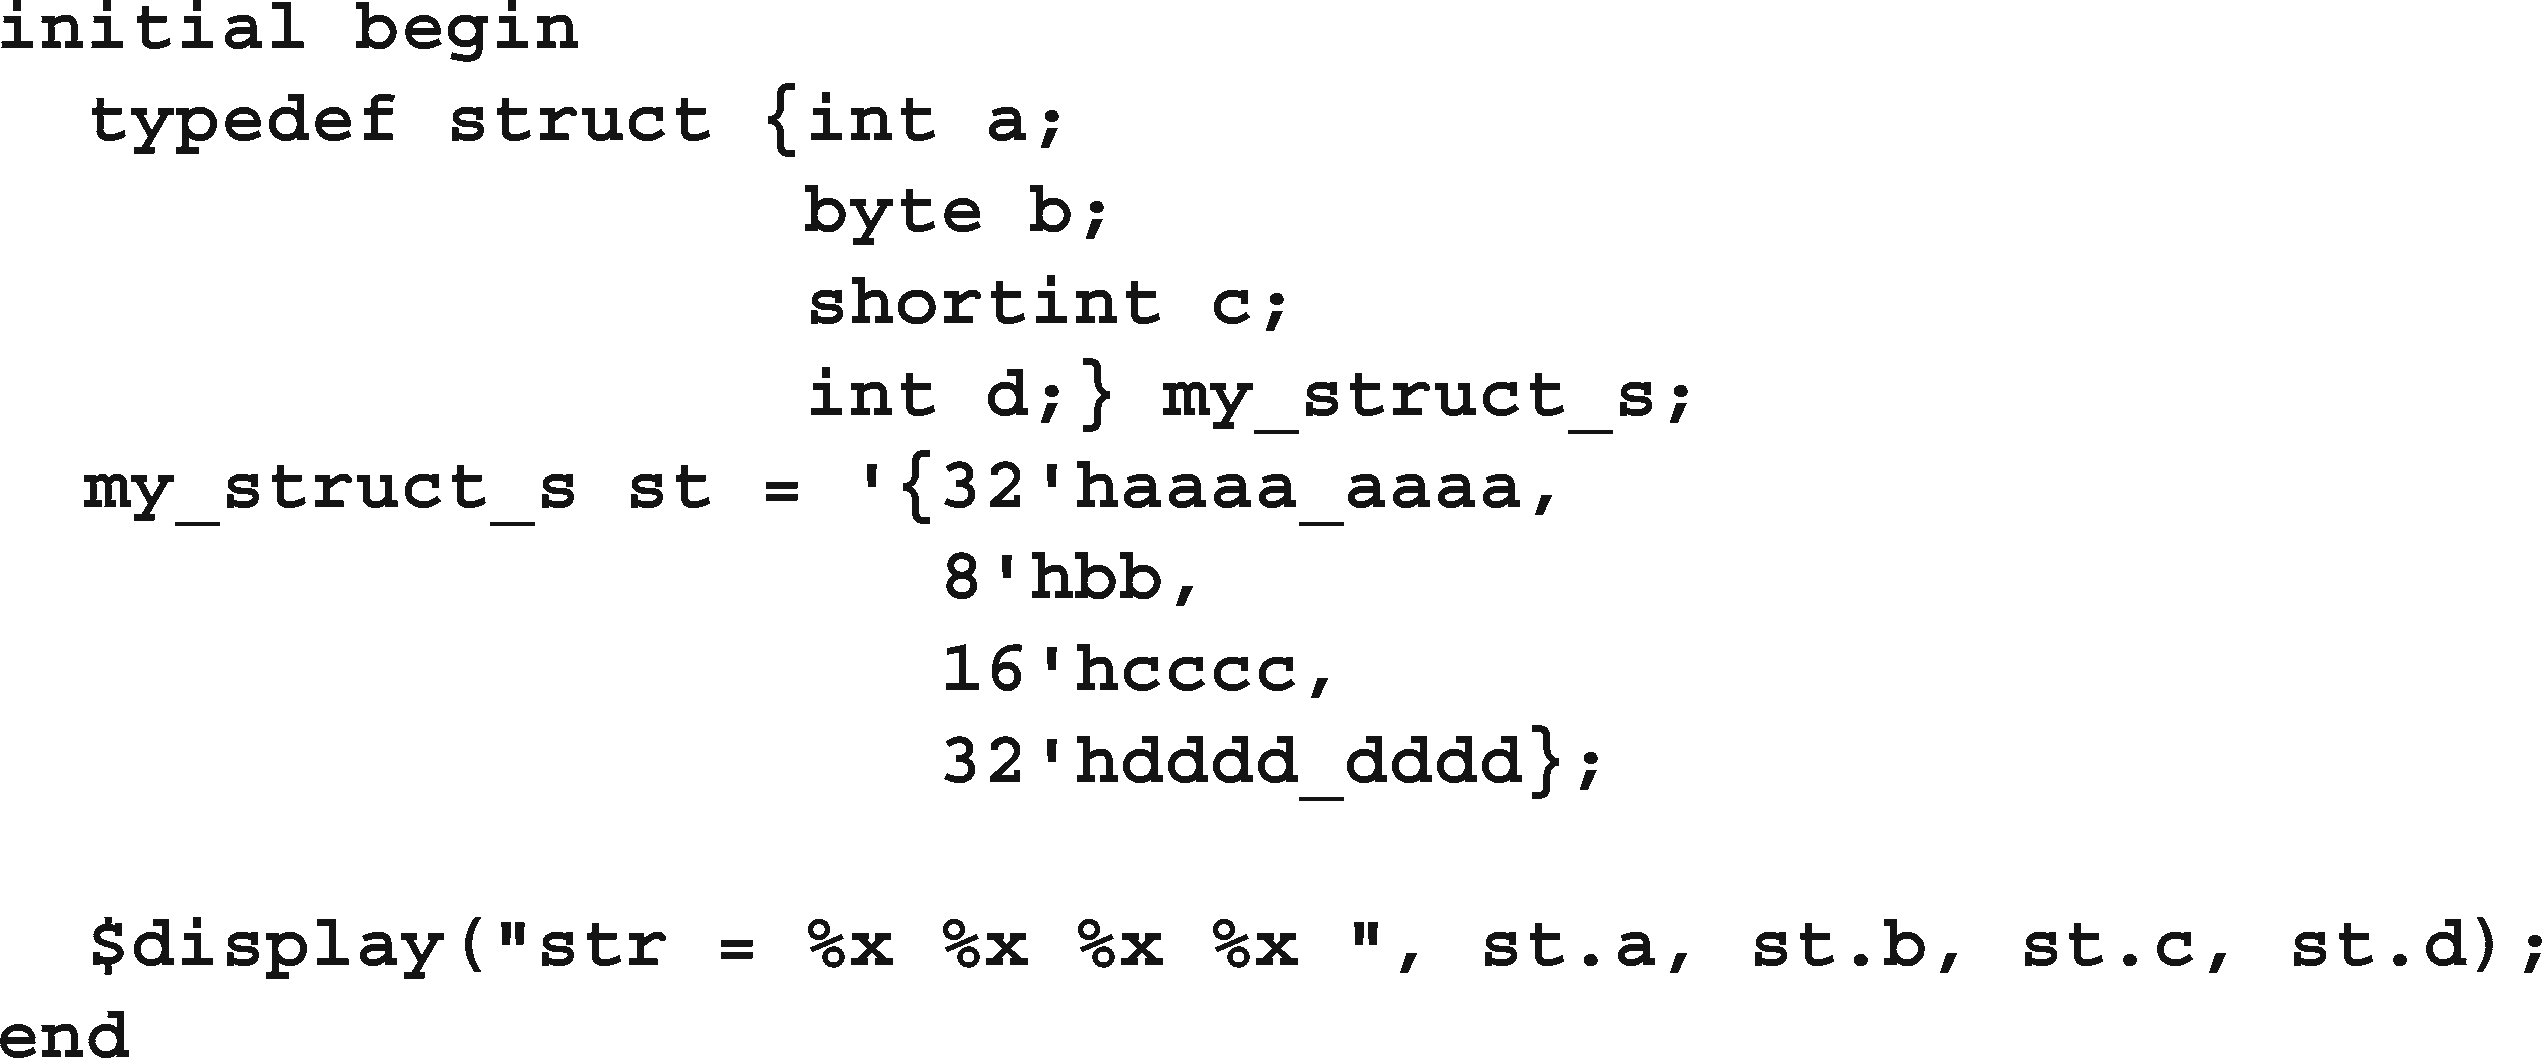 initial begin
  typedef struct {int a;
                  byte b;
                  shortint c;
                  int d;} my_struct_s;
  my_struct_s st = '{32'haaaa_aaaa,
                     8'hbb,
                     16'hcccc,
                     32'hdddd_dddd};

  $display("str = %x %x %x %x ", st.a, st.b, st.c, st.d);
end